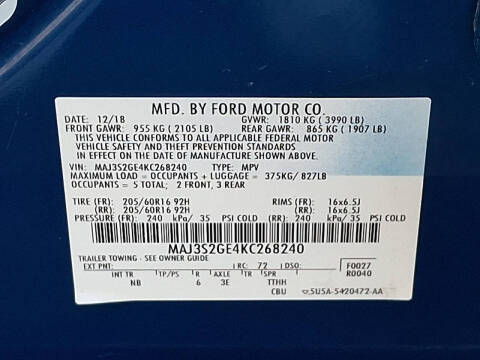 MFD. BY FORD MOTOR CO.
DATE: 12/18 GVWR: 1810 KG ( 3990 LB)
FRONT GAWR: 955 KG ( 2105 LB) REAR GAWR: 865 KG ( 1907 LB)
THIS VEHICLE CONFORMS TO ALL APPLICABLE FEDERAL MOTOR
VEHICLE SAFETY AND THEFT PREVENTION STANDARDS
IN EFFECT ON THE DATE OF MANUFACTURE SHOWN ABOVE.
VIN: MAJ3S2GE4KC268240 TYPE: MPV
MAXIMUM LOAD = OCCUPANTS + LUGGAGE = 375KG/ 827LB
OCCUPANTS = 5 TOTAL; 2 FRONT, 3 REAR
TIRE (FR): 205/60R16 92H RIMS (FR): 16x6.5J
(RR): 205/60R16 92H (RR): 16x6.5J
PRESSURE (FR): 240 kPa/ 35 PSI COLD (RR): 240 kPa/ 35 PSI COLD
MAJ3S2GE4KC268240
TRAILER TOWING - SEE OWNER GUIDE
EXT PNT: RC: 72 DSO: F0027
R0040
INT TR TP/PS R AXLE TR SPR
NB 6 3E TTHH
CBU 5U5A-5420472-AA